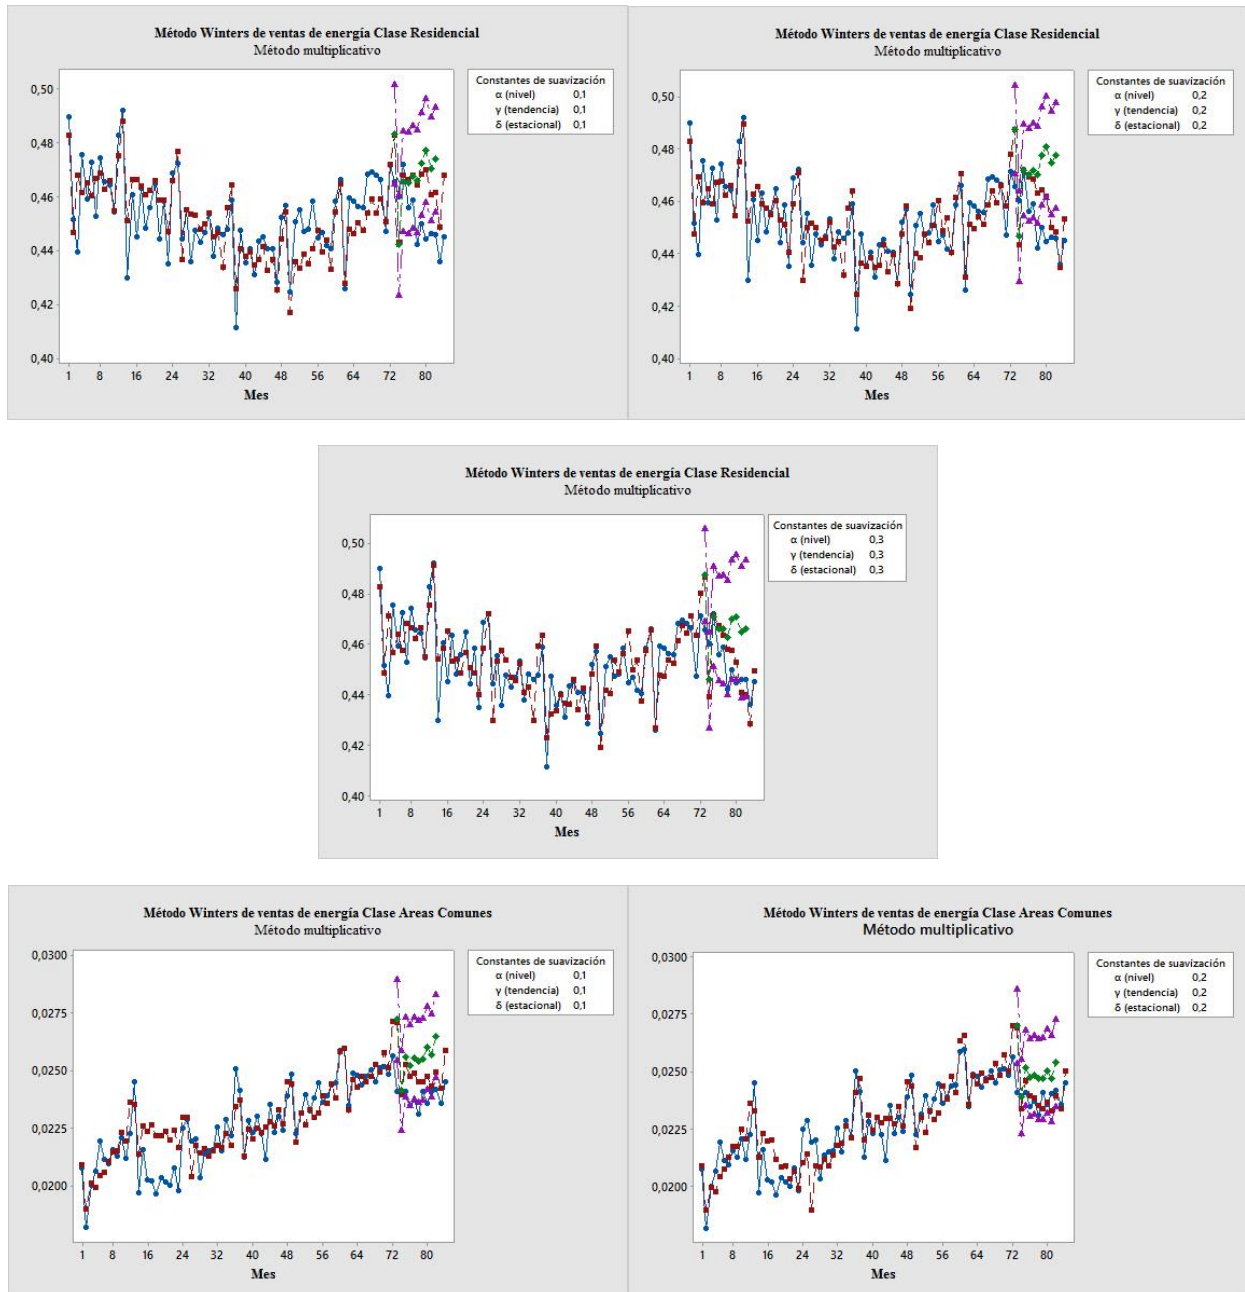 Método Winters de ventas de energía Clase Residencial
Método multiplicativo
Constantes de suavización
α (nivel) 0,1
γ (tendencia) 0,1
δ (estacional) 0,1
0,50
0,48
0,46
0,44
0,42
0,40
1 8 16 24 32 40 48 56 64 72 80
Mes
Método Winters de ventas de energía Clase Residencial
Método multiplicativo
Constantes de suavización
α (nivel) 0,2
γ (tendencia) 0,2
δ (estacional) 0,2
0,50
0,48
0,46
0,44
0,42
0,40
1 8 16 24 32 40 48 56 64 72 80
Mes
Método Winters de ventas de energía Clase Residencial
Método multiplicativo
Constantes de suavización
α (nivel) 0,3
γ (tendencia) 0,3
δ (estacional) 0,3
0,50
0,48
0,46
0,44
0,42
0,40
1 8 16 24 32 40 48 56 64 72 80
Mes
Método Winters de ventas de energía Clase Areas Comunes
Método multiplicativo
Constantes de suavización
α (nivel) 0,1
γ (tendencia) 0,1
δ (estacional) 0,1
0,0300
0,0275
0,0250
0,0225
0,0200
1 8 16 24 32 40 48 56 64 72 80
Mes
Método Winters de ventas de energía Clase Areas Comunes
Método multiplicativo
Constantes de suavización
α (nivel) 0,2
γ (tendencia) 0,2
δ (estacional) 0,2
0,0300
0,0275
0,0250
0,0225
0,0200
1 8 16 24 32 40 48 56 64 72 80
Mes